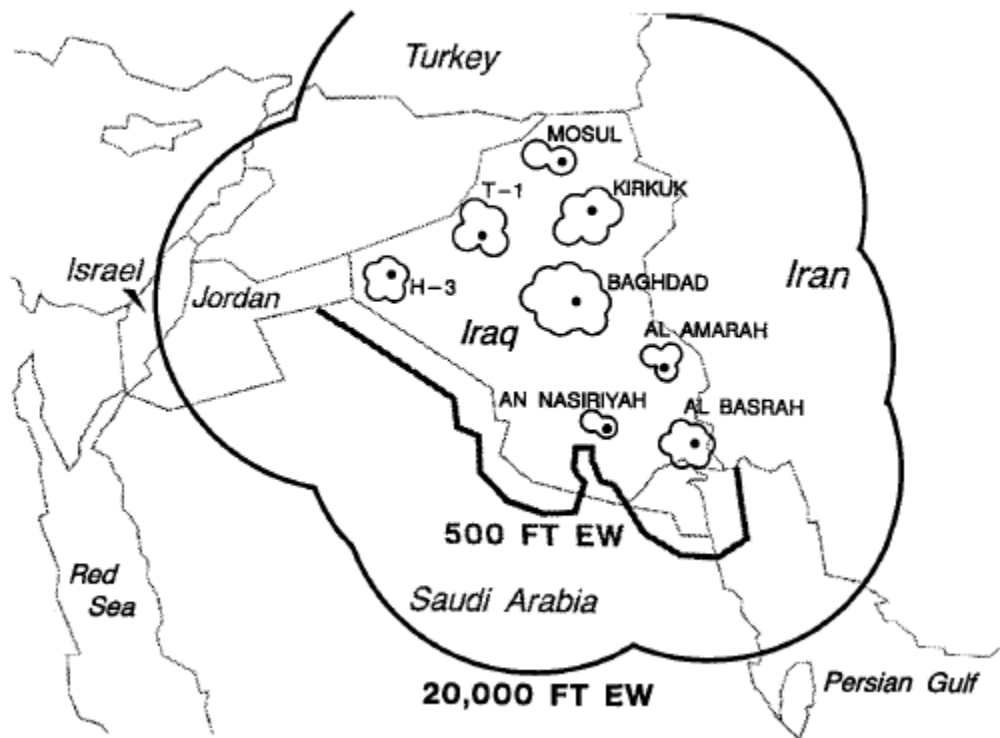 Turkey
MOSUL
T-1
KIRKUK
Israel
Jordan
H-3
BAGHDAD
Iran
Iraq
AL AMARAH
AN NASIRIYAH
AL BASRAH
500 FT EW
Red
Sea
Saudi Arabia
20,000 FT EW
Persian Gulf